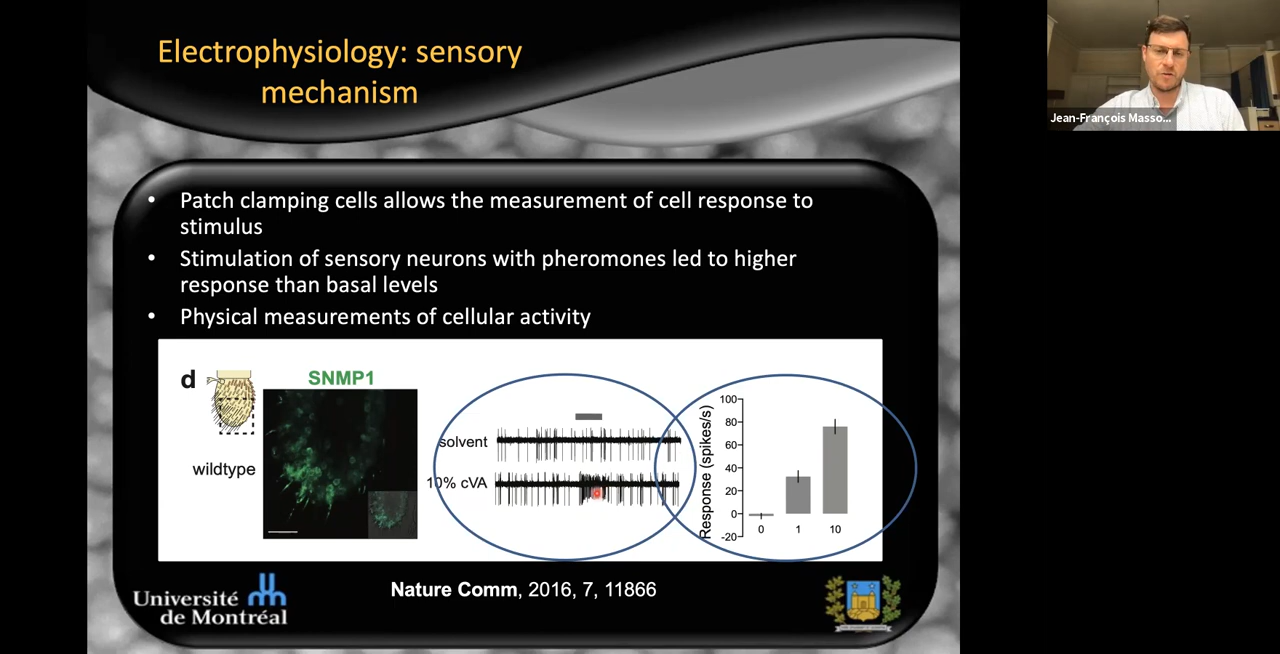 Electrophysiology: sensory
mechanism
Jean-François Masso...
• Patch clamping cells allows the measurement of cell response to
stimulus
• Stimulation of sensory neurons with pheromones led to higher
response than basal levels
• Physical measurements of cellular activity
d
SNMP1
wildtype
solvent
10% cVA
Response (spikes/s)
100
80
60
40
20
0
-20
0 1 10
Nature Comm, 2016, 7, 11866
Université
de Montréal